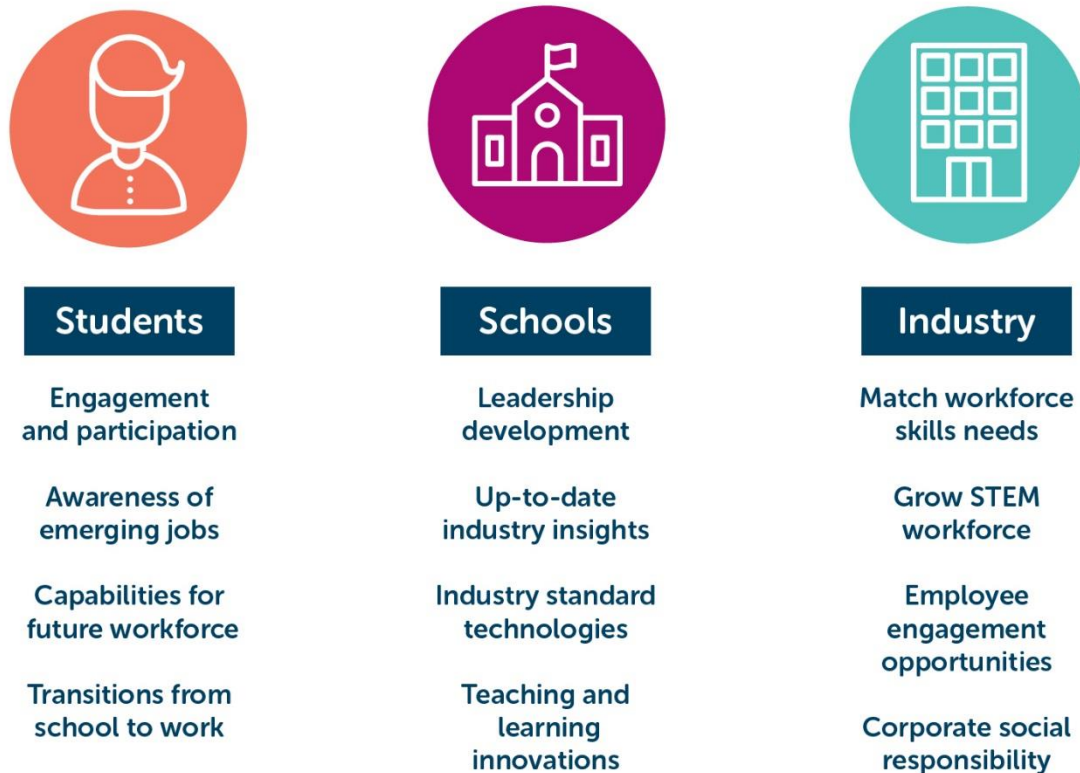 Students
Engagement
and participation
Awareness of
emerging jobs
Capabilities for
future workforce
Transitions from
school to work
Schools
Leadership
development
Up-to-date
industry insights
Industry standard
technologies
Teaching and
learning
innovations
Industry
Match workforce
skills needs
Grow STEM
workforce
Employee
engagement
opportunities
Corporate social
responsibility